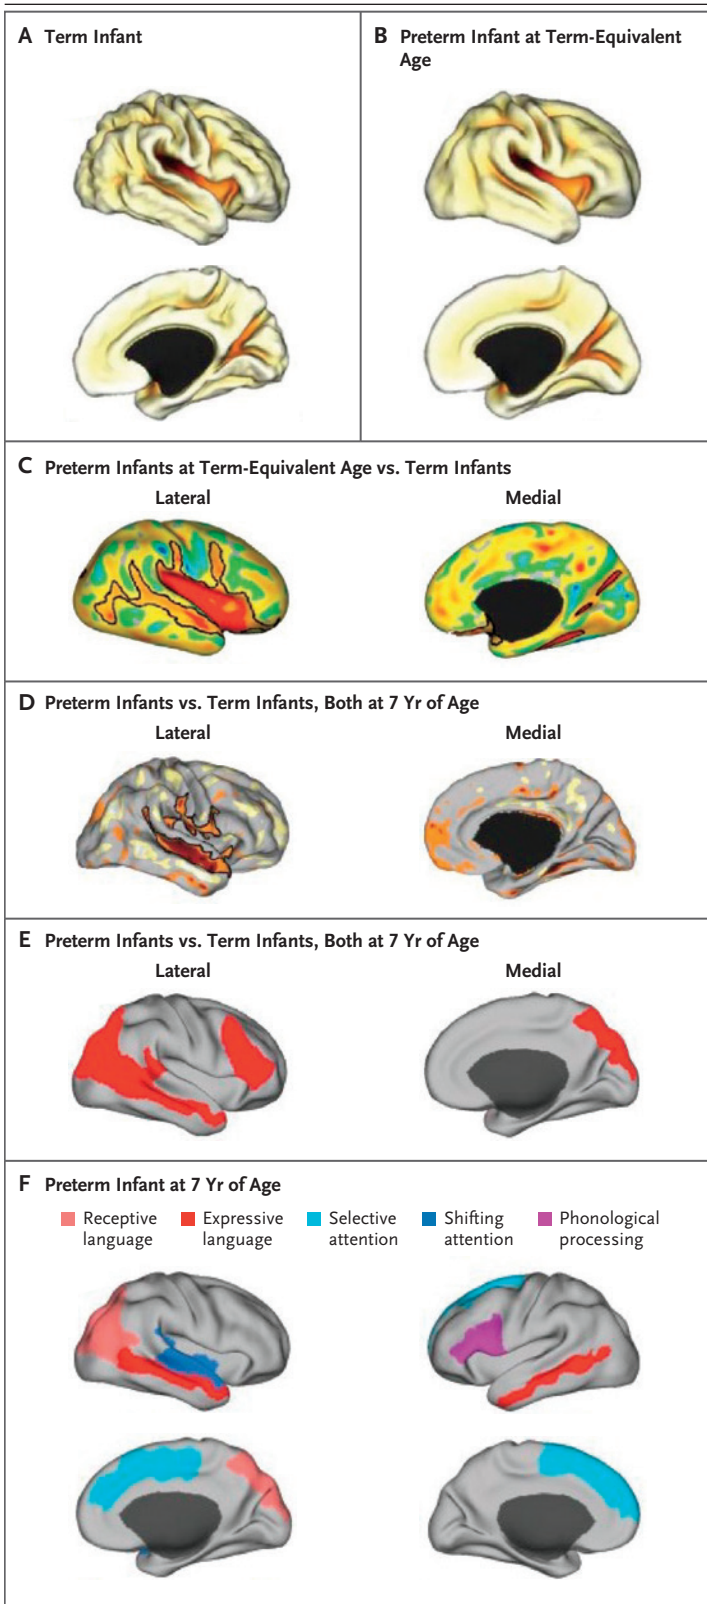 A Term Infant
B Preterm Infant at Term-Equivalent
Age
C Preterm Infants at Term-Equivalent Age vs. Term Infants
Lateral
Medial
D Preterm Infants vs. Term Infants, Both at 7 Yr of Age
Lateral
Medial
E Preterm Infants vs. Term Infants, Both at 7 Yr of Age
Lateral
Medial
F Preterm Infant at 7 Yr of Age
Receptive
language
Expressive
language
Selective
attention
Shifting
attention
Phonological
processing